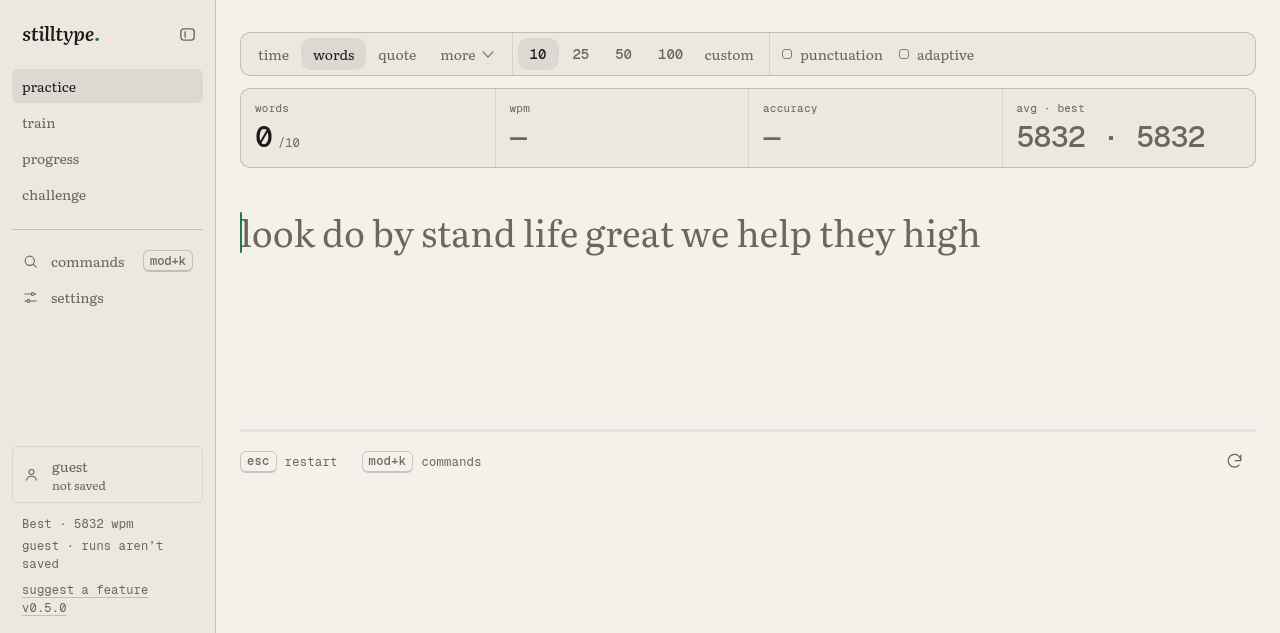 stilltype.
practice
train
progress
challenge
commands mod+k
settings
guest
not saved
Best · 5832 wpm
guest · runs aren't
saved
suggest a feature
v0.5.0
time words quote more 10 25 50 100 custom punctuation adaptive
words wpm accuracy avg · best
0 /10 — — 5832 · 5832
look do by stand life great we help they high
esc restart mod+k commands